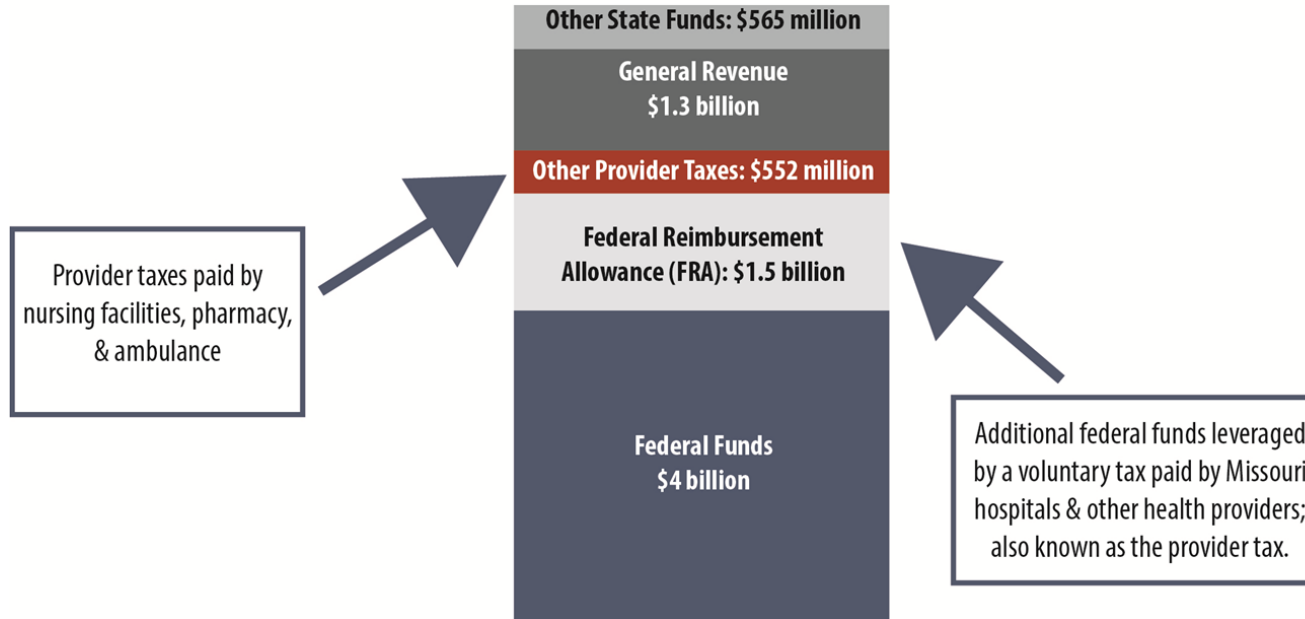 Other State Funds: $565 million
General Revenue
$1.3 billion
Other Provider Taxes: $552 million
Federal Reimbursement
Allowance (FRA): $1.5 billion
Federal Funds
$4 billion
Provider taxes paid by
nursing facilities, pharmacy,
& ambulance
Additional federal funds leveraged
by a voluntary tax paid by Missouri
hospitals & other health providers;
also known as the provider tax.